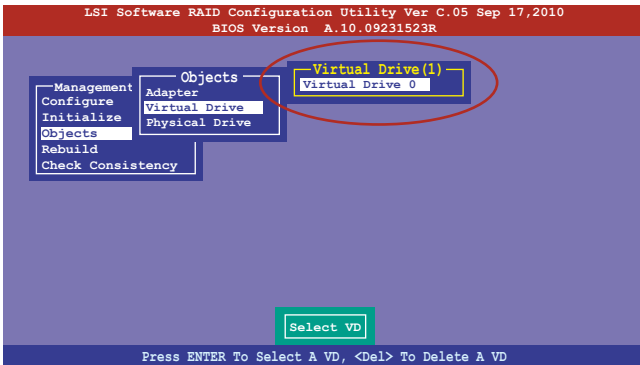 LSI Software RAID Configuration Utility Ver C.05 Sep 17,2010
BIOS Version A.10.09231523R
Management
Configure
Initialize
Objects
Rebuild
Check Consistency
Objects
Adapter
Virtual Drive
Physical Drive
Virtual Drive(1)
Virtual Drive 0
Select VD
Press ENTER To Select A VD, <Del> To Delete A VD